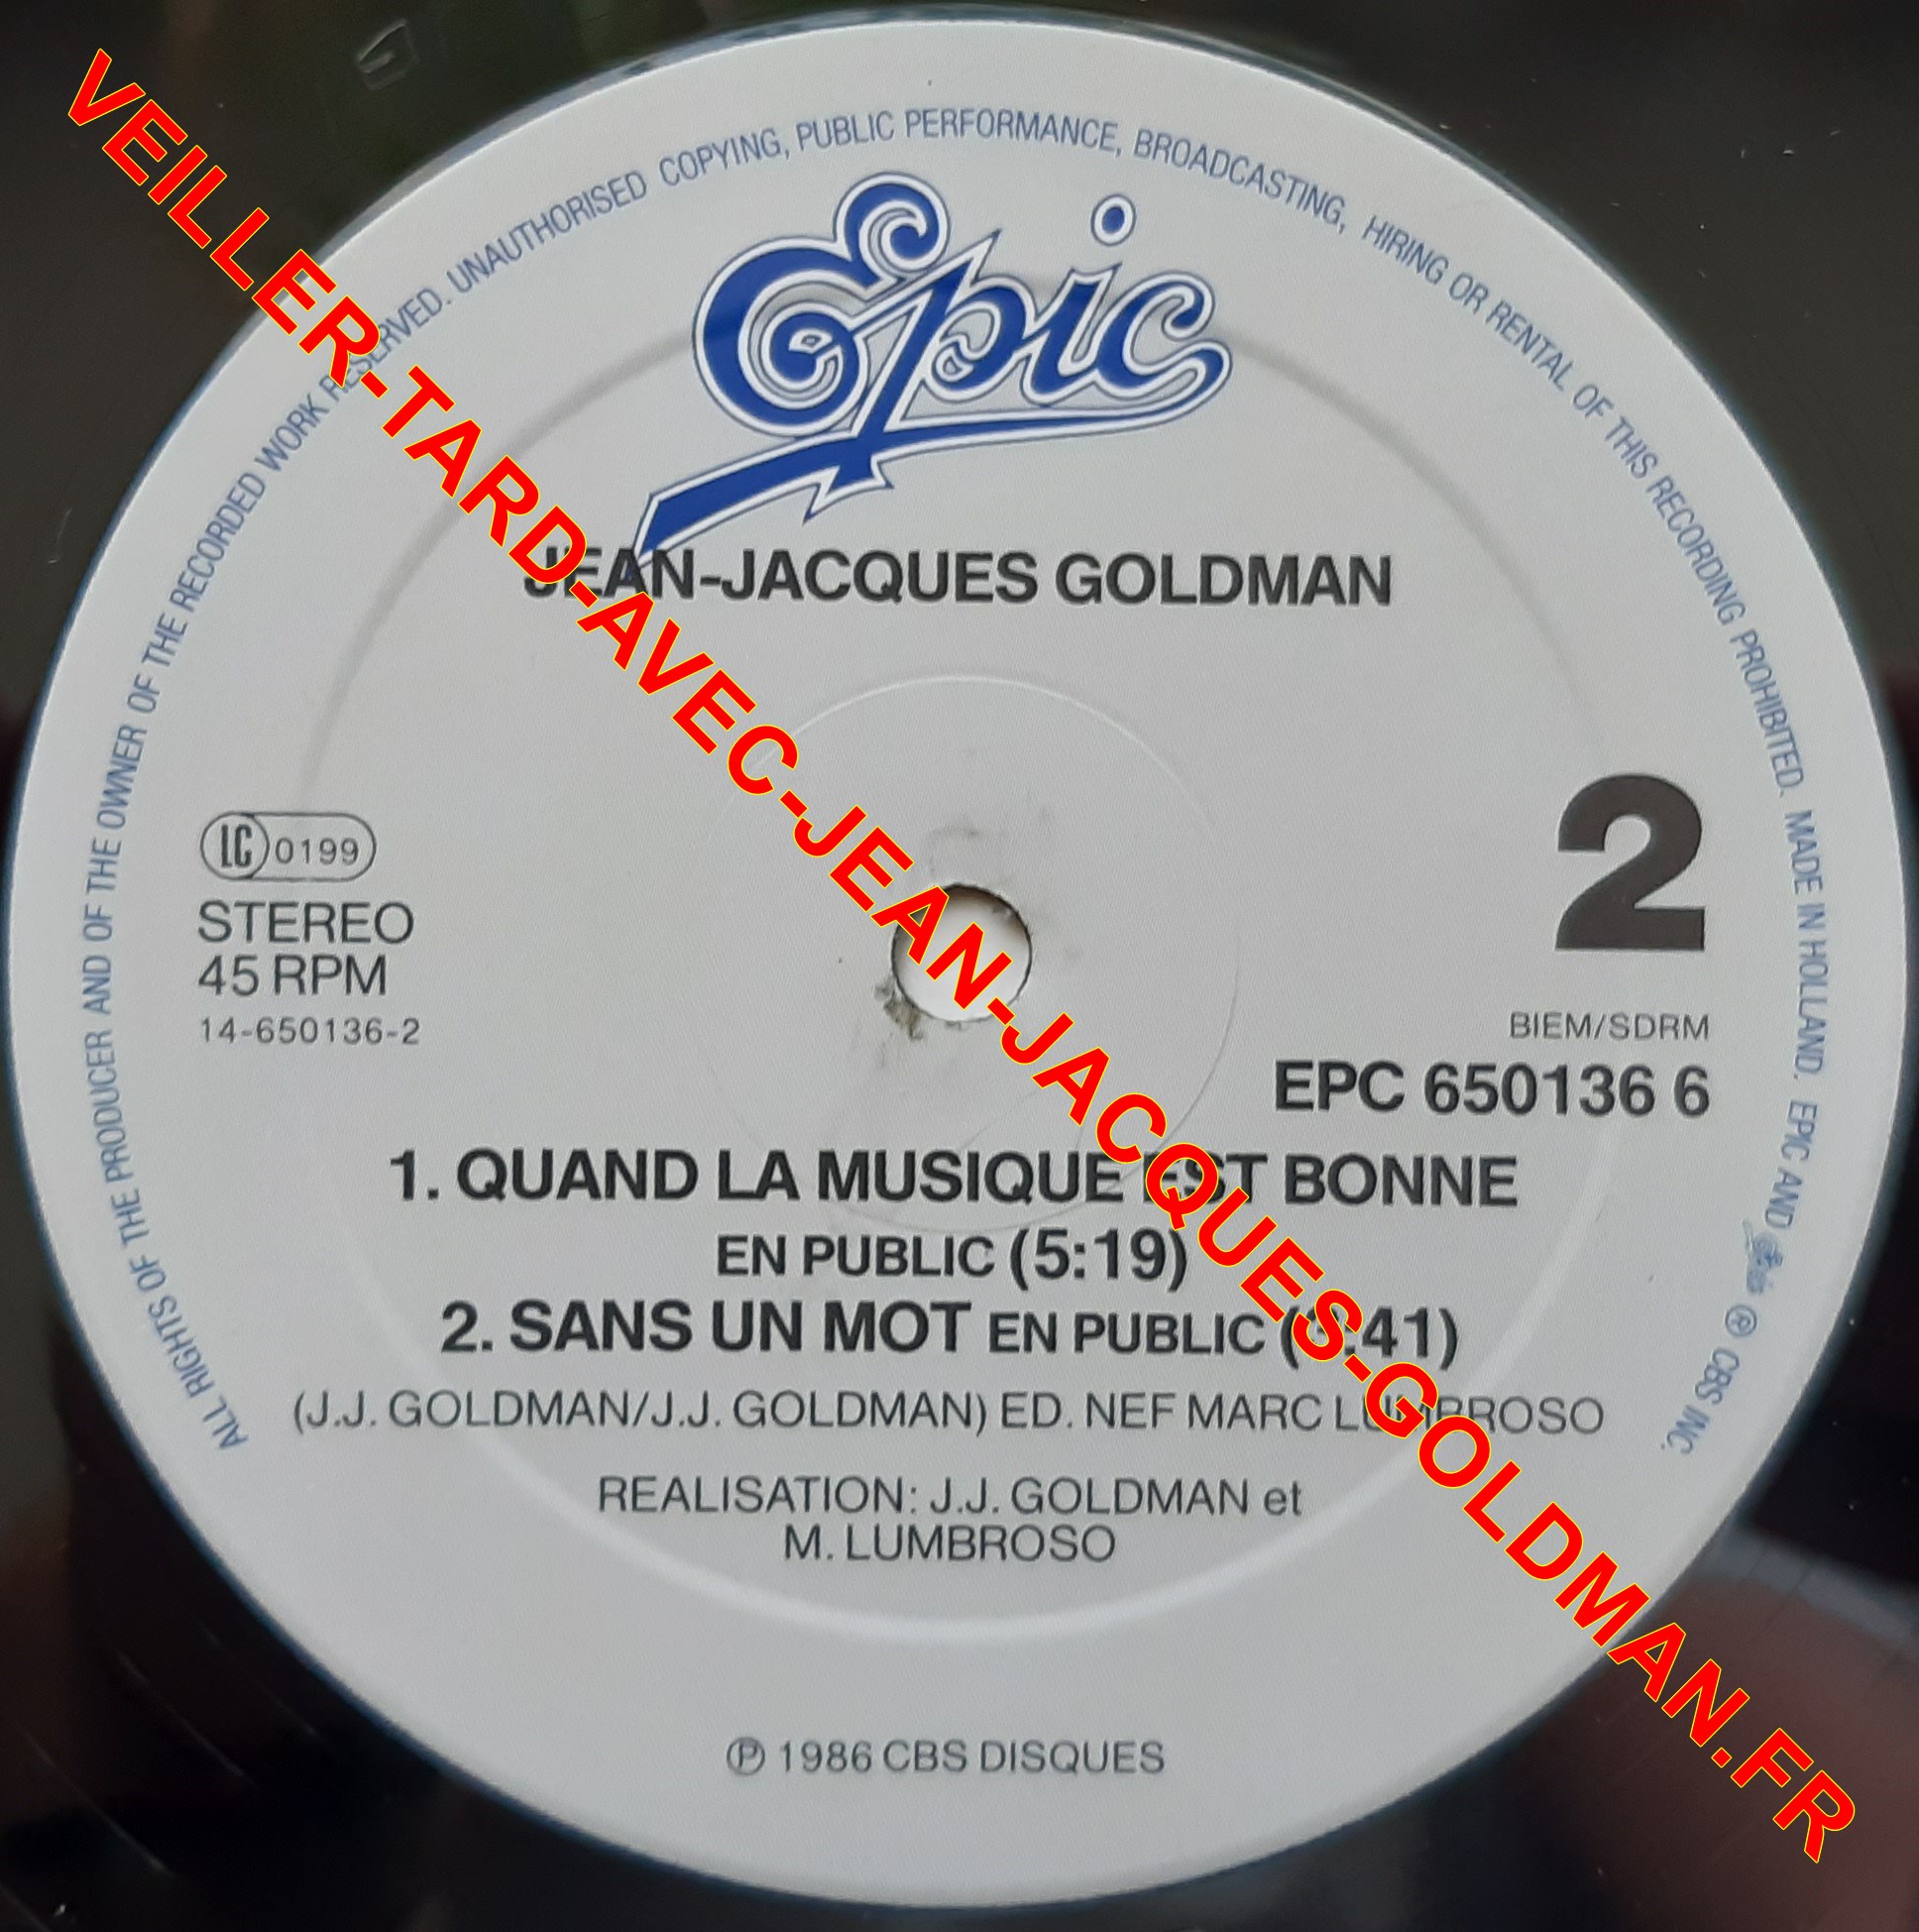 ALL RIGHTS OF THE PRODUCER AND OF THE OWNER OF THE RECORDED WORK RESERVED. UNAUTHORISED COPYING, PUBLIC PERFORMANCE, BROADCASTING, HIRING OR RENTAL OF THIS RECORDING PROHIBITED. MADE IN HOLLAND. EPIC AND Epic ® CBS INC.
Epic
JEAN-JACQUES GOLDMAN
LC 0199
STEREO
45 RPM
14-650136-2
2
BIEM/SDRM
EPC 650136 6
1. QUAND LA MUSIQUE EST BONNE
EN PUBLIC (5:19)
2. SANS UN MOT EN PUBLIC
(J.J. GOLDMAN/J.J. GOLDMAN) ED. NEF MARC LUMBROSO
REALISATION: J.J. GOLDMAN et
M. LUMBROSO
℗ 1986 CBS DISQUES
VEILLER-TARD-AVEC-JEAN-JACQUES-GOLDMAN.FR